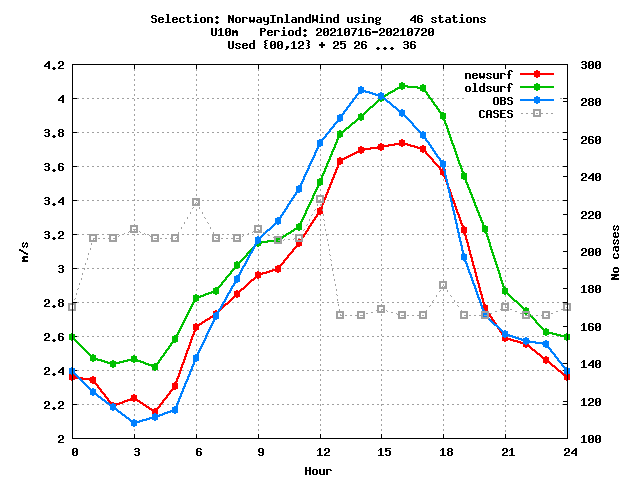 Selection: NorwayInlandWind using    46 stations
U10m   Period: 20210716-20210720
Used {00,12} + 25 26 ... 36
newsurf
oldsurf
OBS
CASES
4.2
4
3.8
3.6
3.4
3.2
3
2.8
2.6
2.4
2.2
2
m/s
300
280
260
240
220
200
180
160
140
120
100
No cases
0 3 6 9 12 15 18 21 24
Hour